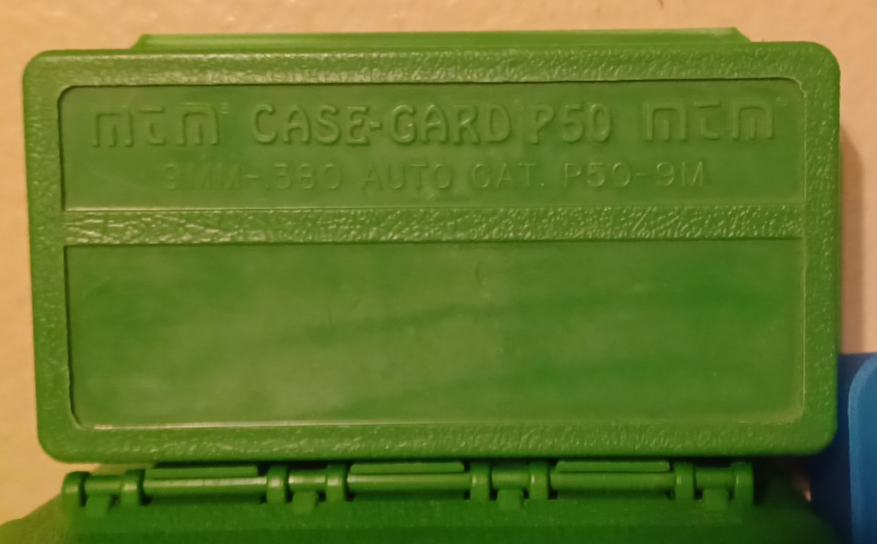 mtm® CASE-GARD P50 mtm®
9MM-.380 AUTO CAT. P50-9M